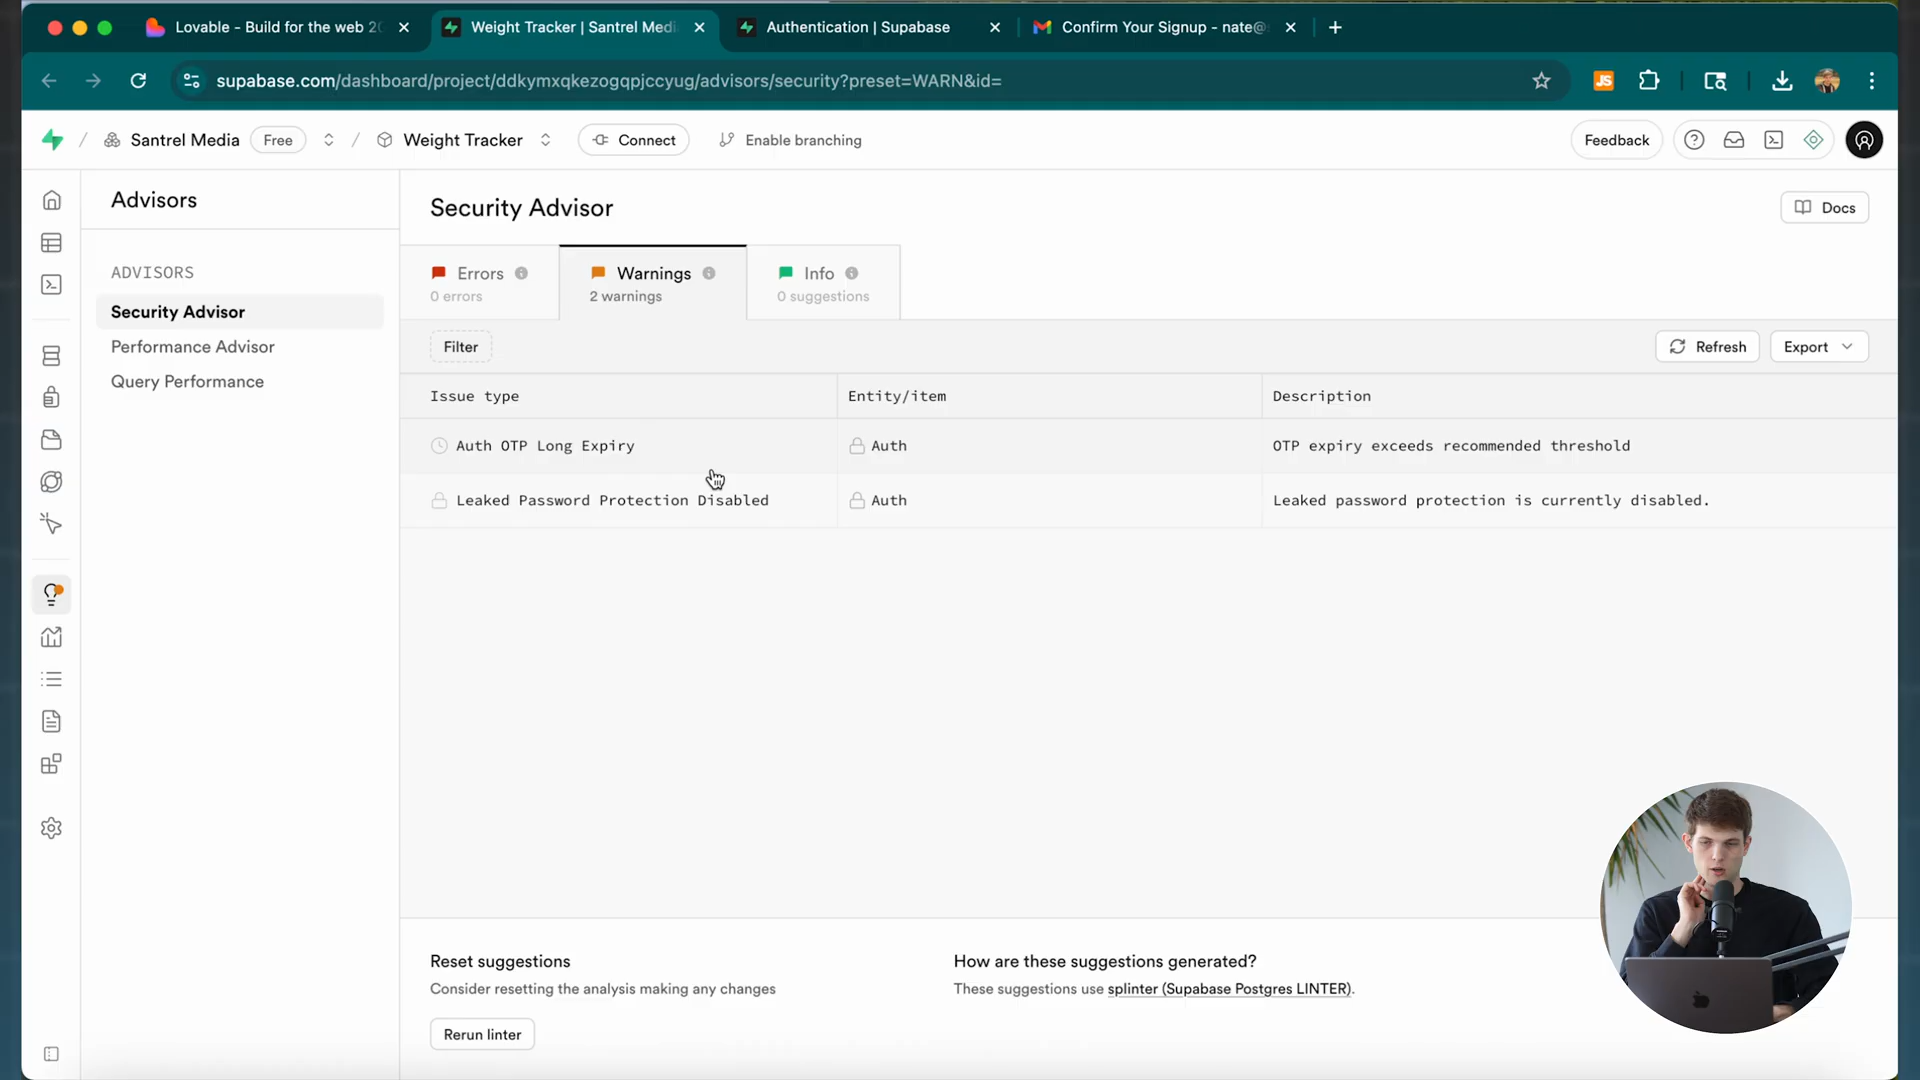 Lovable - Build for the web 20
Weight Tracker | Santrel Medi
Authentication | Supabase
Confirm Your Signup - nate@
supabase.com/dashboard/project/ddkymxqkezogqpjccyug/advisors/security?preset=WARN&id=
JS
/ Santrel Media Free / Weight Tracker Connect Enable branching
Feedback
Advisors
ADVISORS
Security Advisor
Performance Advisor
Query Performance
Security Advisor
Docs
Errors
0 errors
Warnings
2 warnings
Info
0 suggestions
Filter
Refresh
Export
Issue type Entity/item Description
Auth OTP Long Expiry Auth OTP expiry exceeds recommended threshold
Leaked Password Protection Disabled Auth Leaked password protection is currently disabled.
Reset suggestions
Consider resetting the analysis making any changes
Rerun linter
How are these suggestions generated?
These suggestions use splinter (Supabase Postgres LINTER).